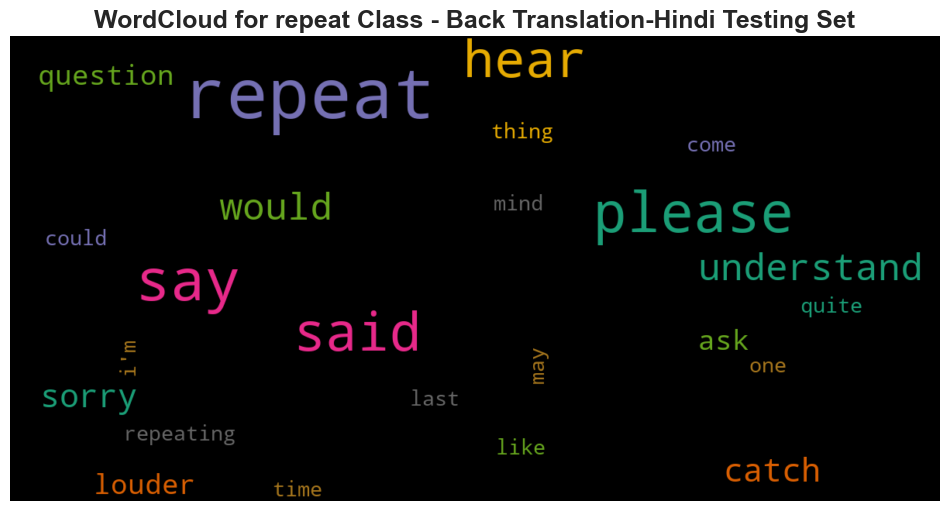 WordCloud for repeat Class - Back Translation-Hindi Testing Set
hear
question
repeat
thing
come
mind
would
please
could
understand
say
quite
said
ask
i'm
may
one
sorry
last
repeating
like
catch
louder
time